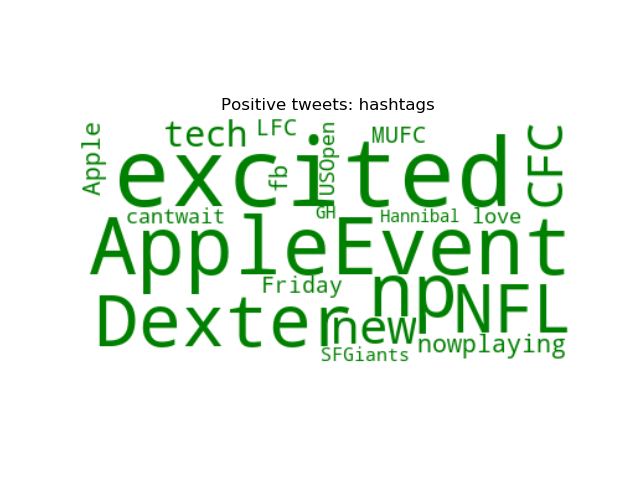 Positive tweets: hashtags
Apple
tech
LFC
fb
USOpen
MUFC
CFC
excited
cantwait
GH
Hannibal
love
AppleEvent
Friday
np
Dexter
new
NFL
SFGiants
nowplaying